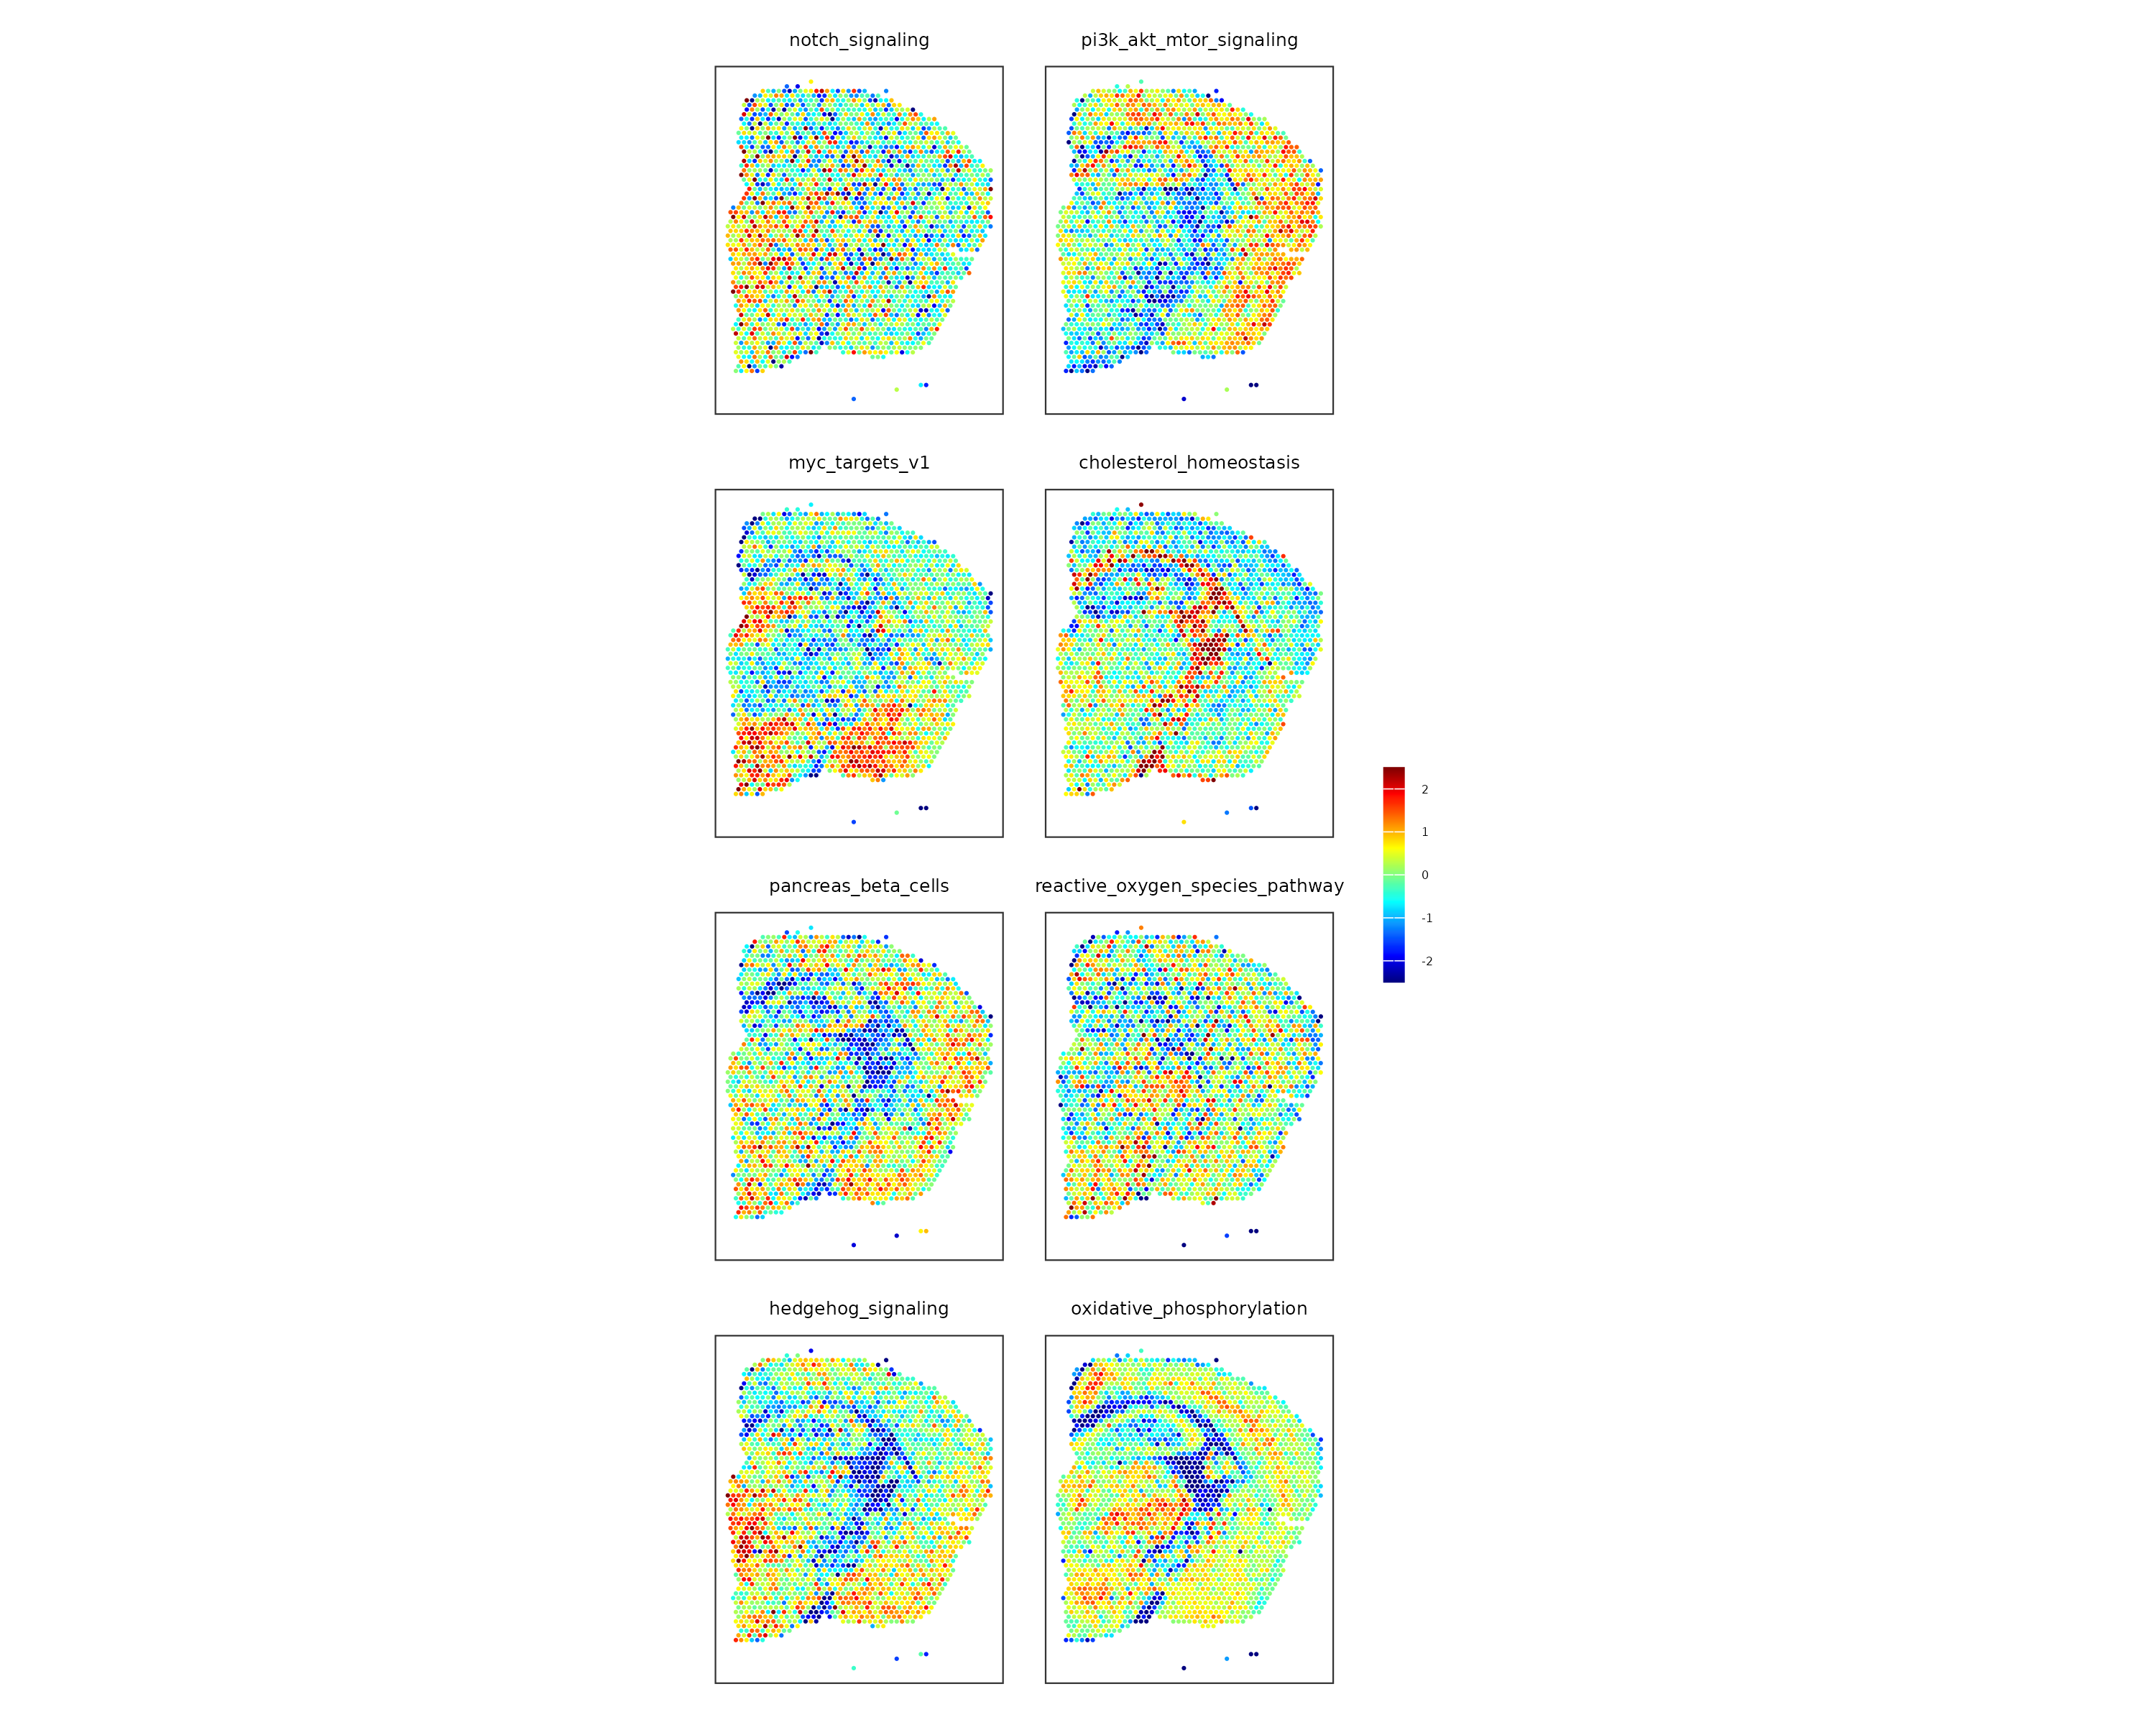 notch_signaling
pi3k_akt_mtor_signaling
myc_targets_v1
cholesterol_homeostasis
pancreas_beta_cells
reactive_oxygen_species_pathway
hedgehog_signaling
oxidative_phosphorylation
2
1
0
-1
-2